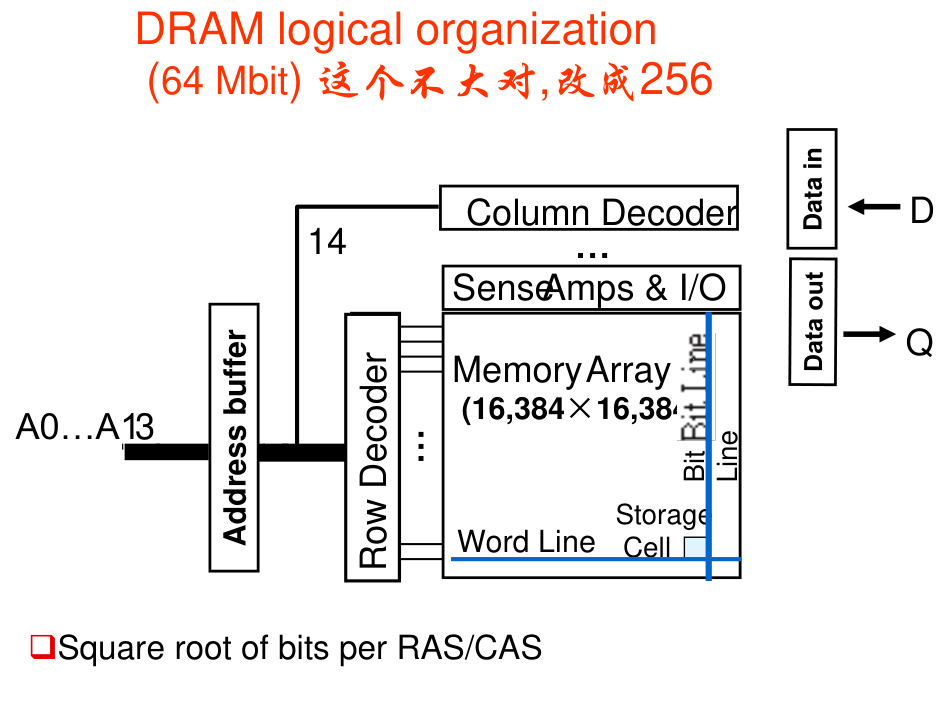 DRAM logical organization
(64 Mbit) 这个不大对,改成256
Data in
D
Column Decoder
14
...
Sense Amps & I/O
Data out
Q
Address buffer
Row Decoder
Memory Array
(16,384×16,384
Bit Line
A0…A13
...
Bit Line
Storage
Cell
Word Line
Square root of bits per RAS/CAS